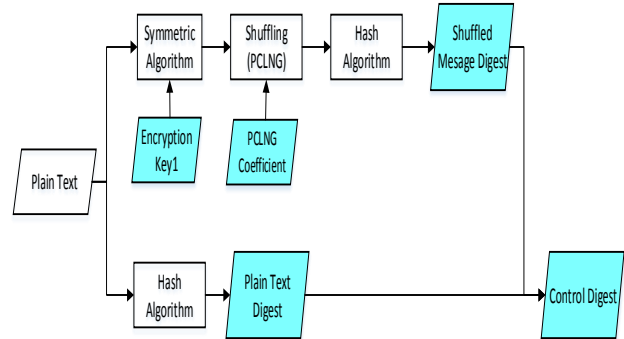 Symmetric
Algorithm
Shuffling
(PCLNG)
Hash
Algorithm
Shuffled
Mesage Digest
Encryption
Key1
PCLNG
Coefficient
Plain Text
Hash
Algorithm
Plain Text
Digest
Control Digest